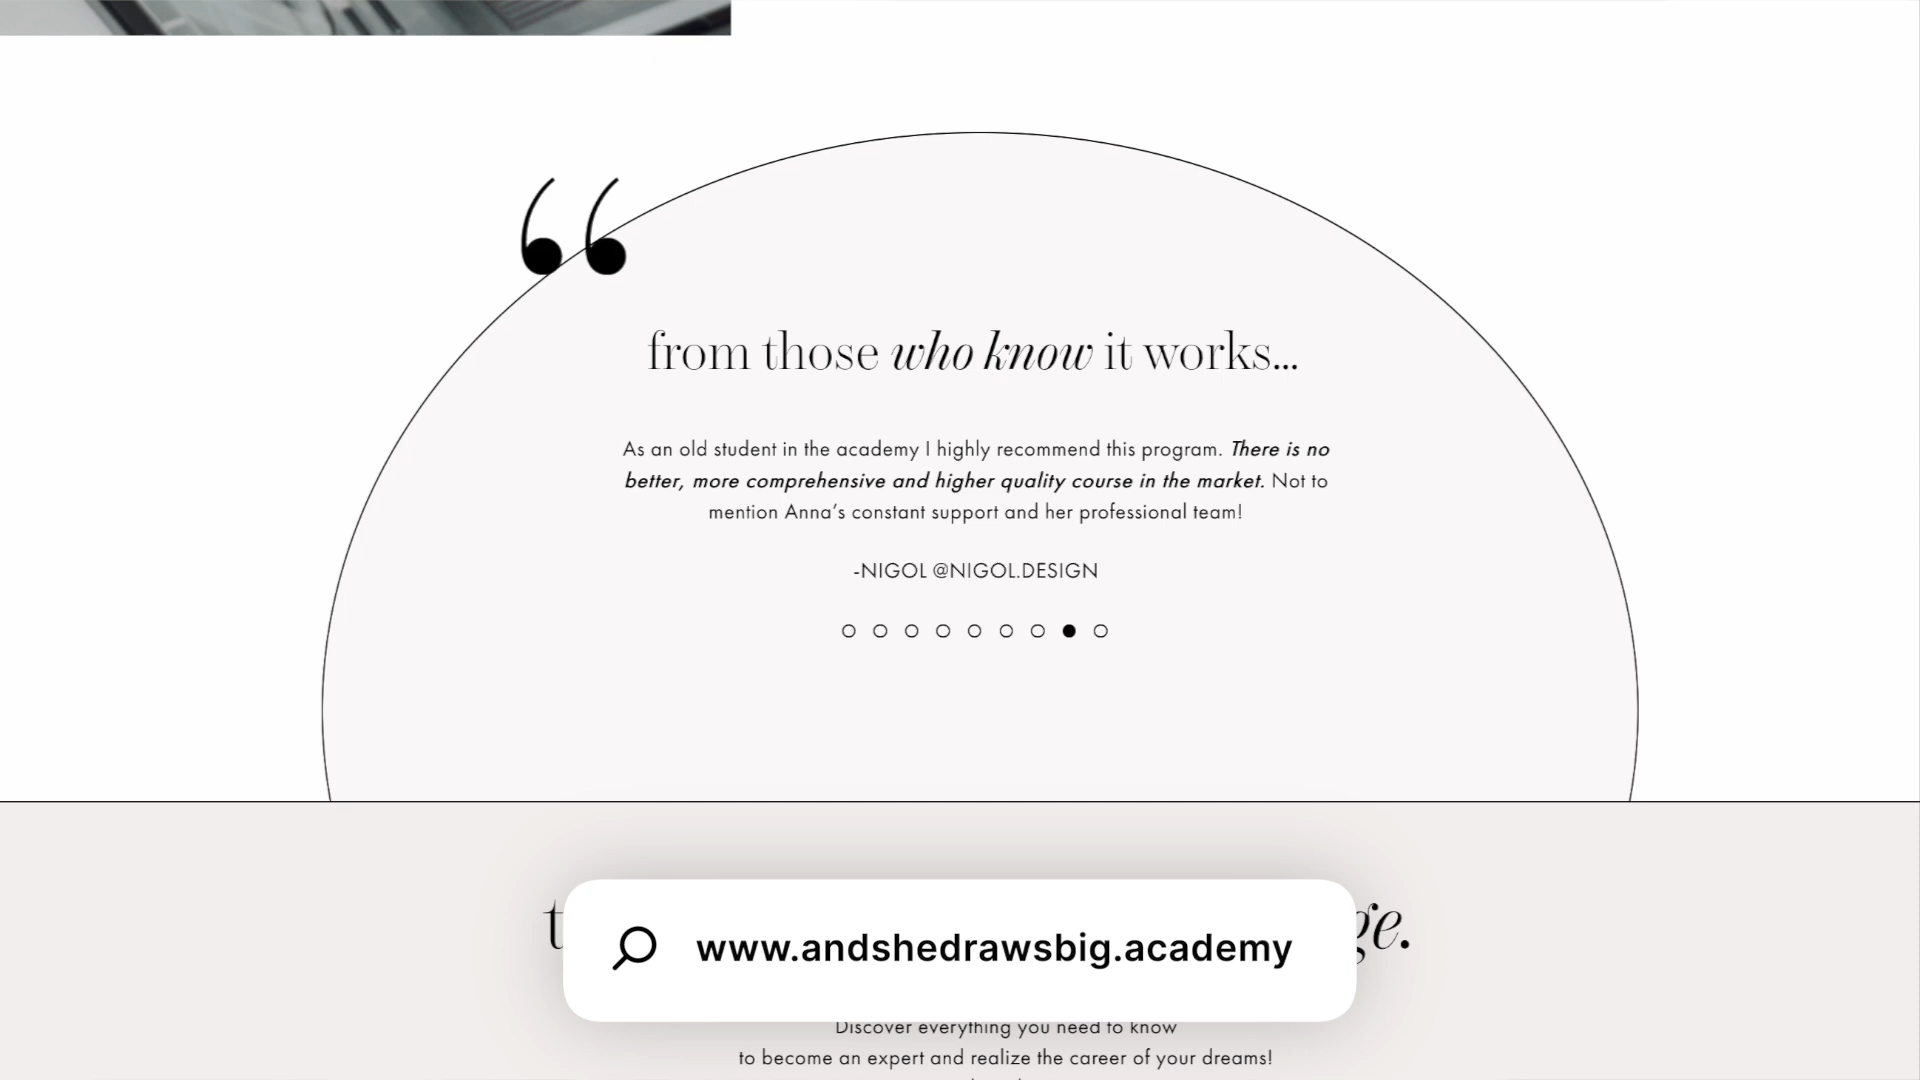 “
from those who know it works...
As an old student in the academy I highly recommend this program. There is no
better, more comprehensive and higher quality course in the market. Not to
mention Anna’s constant support and her professional team!
-NIGOL @NIGOL.DESIGN
www.andshedrawsbig.academy
Discover everything you need to know
to become an expert and realize the career of your dreams!